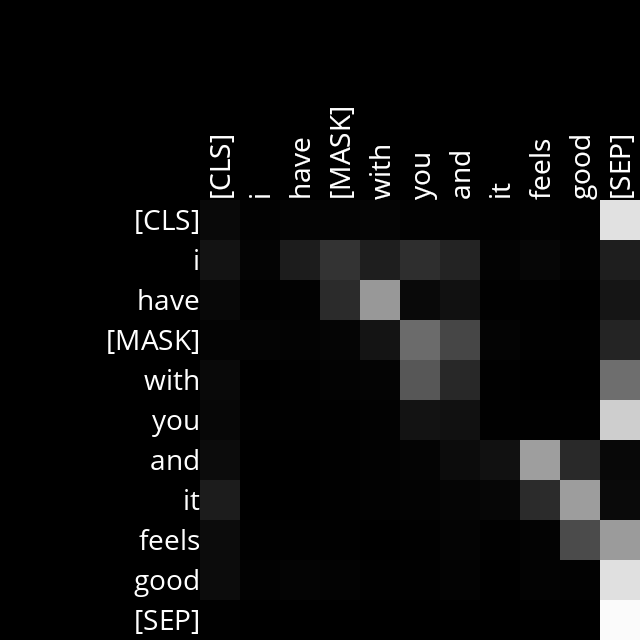 [CLS] i have [MASK] with you and it feels good [SEP]
[CLS]
i
have
[MASK]
with
you
and
it
feels
good
[SEP]